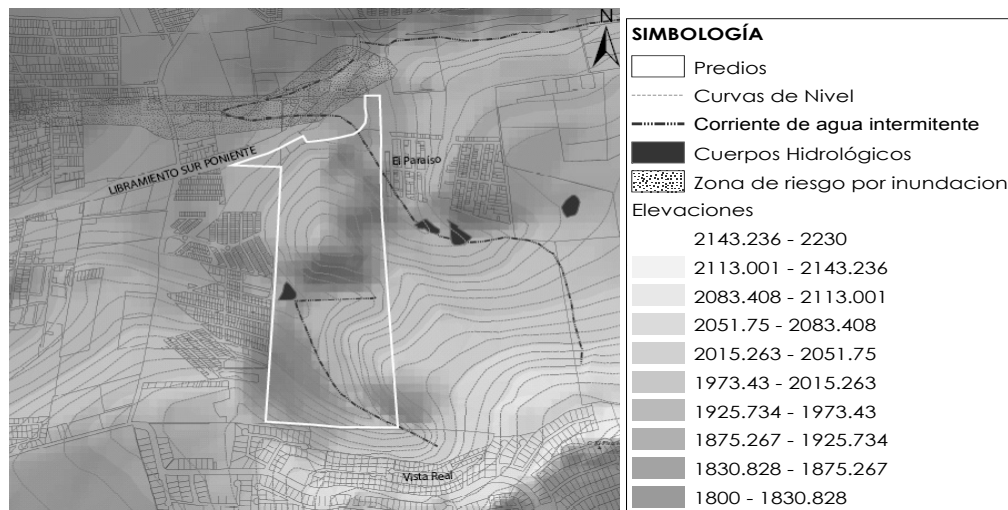 N
LIBRAMIENTO SUR PONIENTE
El Paraíso
Vista Real
SIMBOLOGÍA
Predios
Curvas de Nivel
Corriente de agua intermitente
Cuerpos Hidrológicos
Zona de riesgo por inundacion
Elevaciones
2143.236 - 2230
2113.001 - 2143.236
2083.408 - 2113.001
2051.75 - 2083.408
2015.263 - 2051.75
1973.43 - 2015.263
1925.734 - 1973.43
1875.267 - 1925.734
1830.828 - 1875.267
1800 - 1830.828